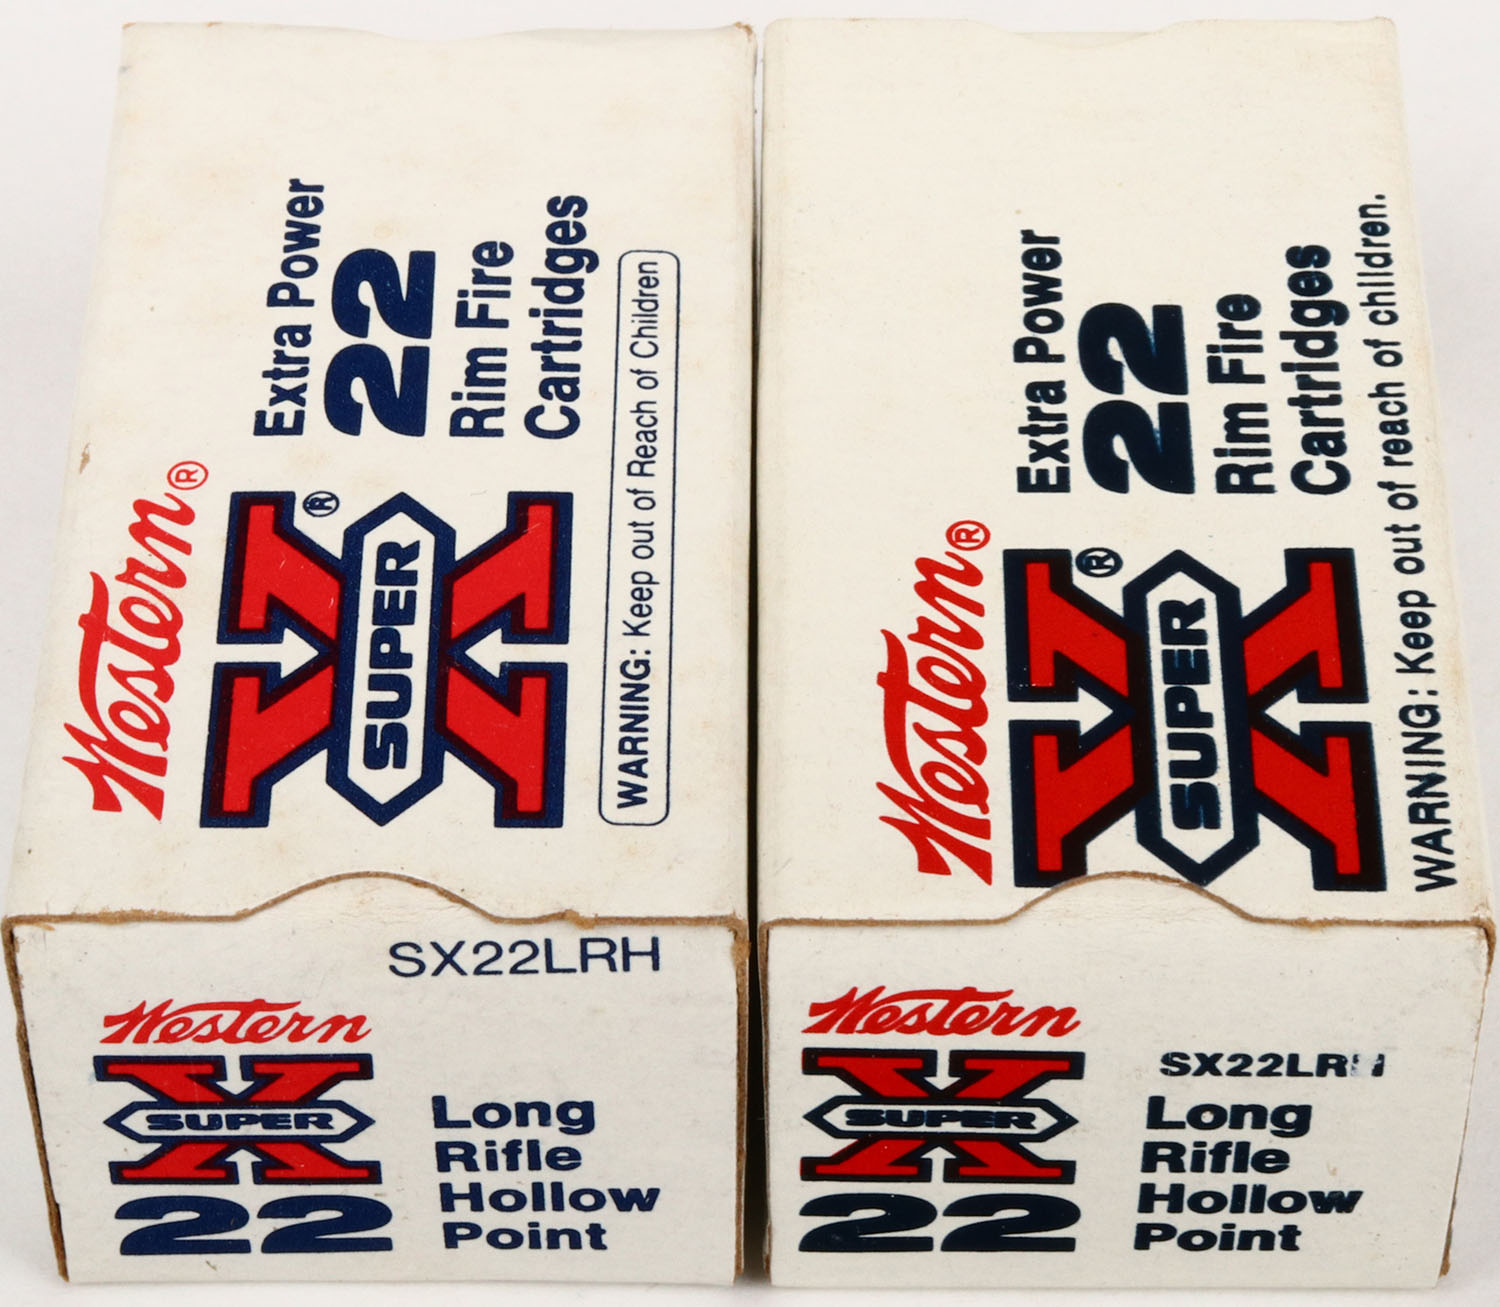 Western®
SUPER X®
Extra Power
22
Rim Fire
Cartridges
WARNING: Keep out of Reach of Children
SX22LRH
Western
SUPER X
22
Long
Rifle
Hollow
Point
Western®
SUPER X®
Extra Power
22
Rim Fire
Cartridges
WARNING: Keep out of reach of children.
Western
SUPER X
SX22LRH
22
Long
Rifle
Hollow
Point